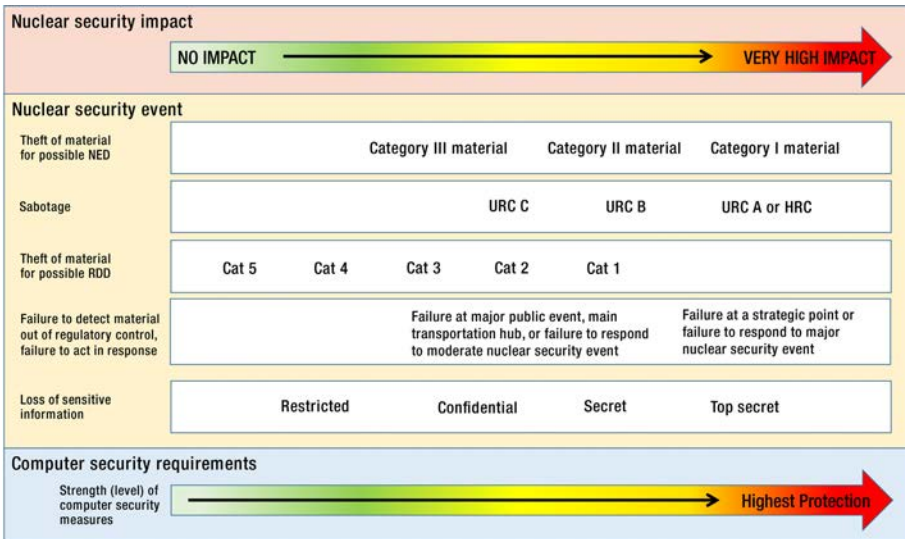 Nuclear security impact
NO IMPACT
VERY HIGH IMPACT
Nuclear security event
Theft of material
for possible NED
Category III material
Category II material
Category I material
Sabotage
URC C
URC B
URC A or HRC
Theft of material
for possible RDD
Cat 5
Cat 4
Cat 3
Cat 2
Cat 1
Failure to detect material
out of regulatory control,
failure to act in response
Failure at major public event, main
transportation hub, or failure to respond
to moderate nuclear security event
Failure at a strategic point or
failure to respond to major
nuclear security event
Loss of sensitive
information
Restricted
Confidential
Secret
Top secret
Computer security requirements
Strength (level) of
computer security
measures
Highest Protection